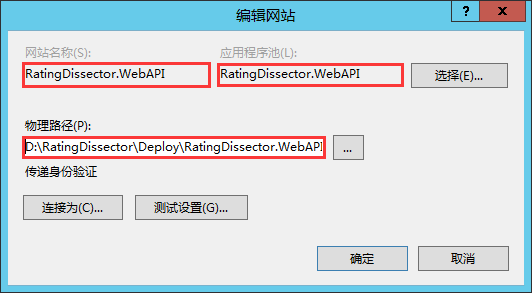 编辑网站
?
X
网站名称(S):
应用程序池(L):
RatingDissector.WebAPI
RatingDissector.WebAPI
选择(E)...
物理路径(P):
D:\RatingDissector\Deploy\RatingDissector.WebAPI
...
传递身份验证
连接为(C)...
测试设置(G)...
确定
取消